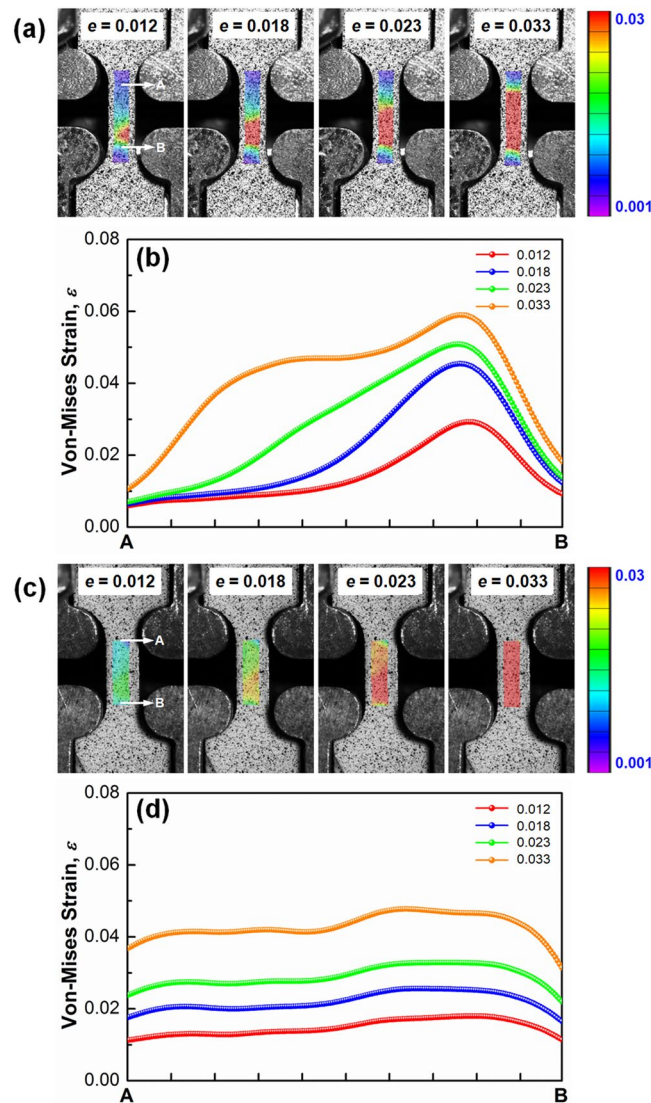 (a)
e = 0.012
e = 0.018
e = 0.023
e = 0.033
0.03
0.001
A
B
(b)
Von-Mises Strain, ε
0.08
0.06
0.04
0.02
0.00
0.012
0.018
0.023
0.033
A
B
(c)
e = 0.012
e = 0.018
e = 0.023
e = 0.033
0.03
0.001
A
B
(d)
Von-Mises Strain, ε
0.08
0.06
0.04
0.02
0.00
0.012
0.018
0.023
0.033
A
B